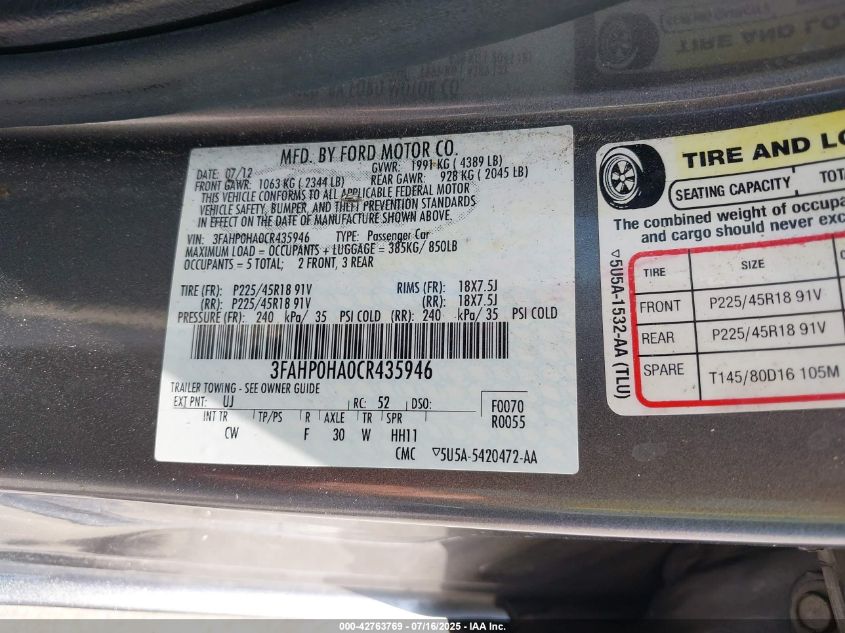 MFD. BY FORD MOTOR CO.
DATE: 07/12 GVWR: 1991 KG ( 4389 LB)
FRONT GAWR: 1063 KG ( 2344 LB) REAR GAWR: 928 KG ( 2045 LB)
THIS VEHICLE CONFORMS TO ALL APPLICABLE FEDERAL MOTOR
VEHICLE SAFETY, BUMPER, AND THEFT PREVENTION STANDARDS
IN EFFECT ON THE DATE OF MANUFACTURE SHOWN ABOVE.
VIN: 3FAHP0HA0CR435946 TYPE: Passenger Car
MAXIMUM LOAD = OCCUPANTS + LUGGAGE = 385KG/ 850LB
OCCUPANTS = 5 TOTAL; 2 FRONT, 3 REAR
TIRE (FR): P225/45R18 91V RIMS (FR): 18X7.5J
(RR): P225/45R18 91V (RR): 18X7.5J
PRESSURE (FR): 240 kPa/ 35 PSI COLD (RR): 240 kPa/ 35 PSI COLD
3FAHP0HA0CR435946
TRAILER TOWING - SEE OWNER GUIDE
EXT PNT: UJ RC: 52 DSO: F0070
R0055
INT TR TP/PS R AXLE TR SPR
CW F 30 W HH11
CMC ▽5U5A-5420472-AA
TIRE AND LO
SEATING CAPACITY TOT
The combined weight of occupa
and cargo should never exc
TIRE SIZE
FRONT P225/45R18 91V
REAR P225/45R18 91V
SPARE T145/80D16 105M
▽5U5A-1532-AA (TLU)
000-42763769 - 07/16/2025 - IAA Inc.